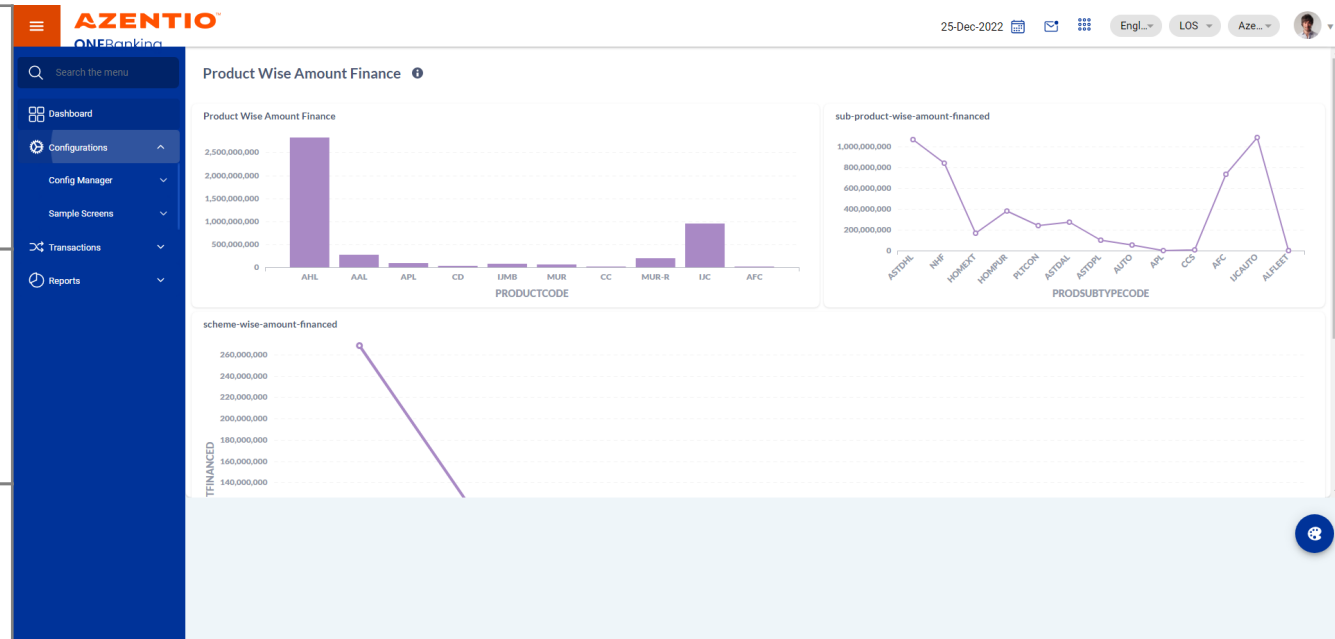 AZENTIO™
ONEBanking
25-Dec-2022
Engl...
LOS
Aze...
Search the menu
Dashboard
Configurations
Config Manager
Sample Screens
Transactions
Reports
Product Wise Amount Finance
Product Wise Amount Finance
2,500,000,000
2,000,000,000
1,500,000,000
1,000,000,000
500,000,000
0
AHL AAL APL CD IJMB MUR CC MUR-R IJC AFC
PRODUCTCODE
sub-product-wise-amount-financed
1,000,000,000
800,000,000
600,000,000
400,000,000
200,000,000
0
ASTDHL NHF HOMEXT HOMPUR PLTCON ASTDAL ASTDPL AUTO APL CCS AFC IJCAUTO ALFLEET
PRODSUBTYPECODE
scheme-wise-amount-financed
260,000,000
240,000,000
220,000,000
200,000,000
180,000,000
160,000,000
140,000,000
TFINANCED